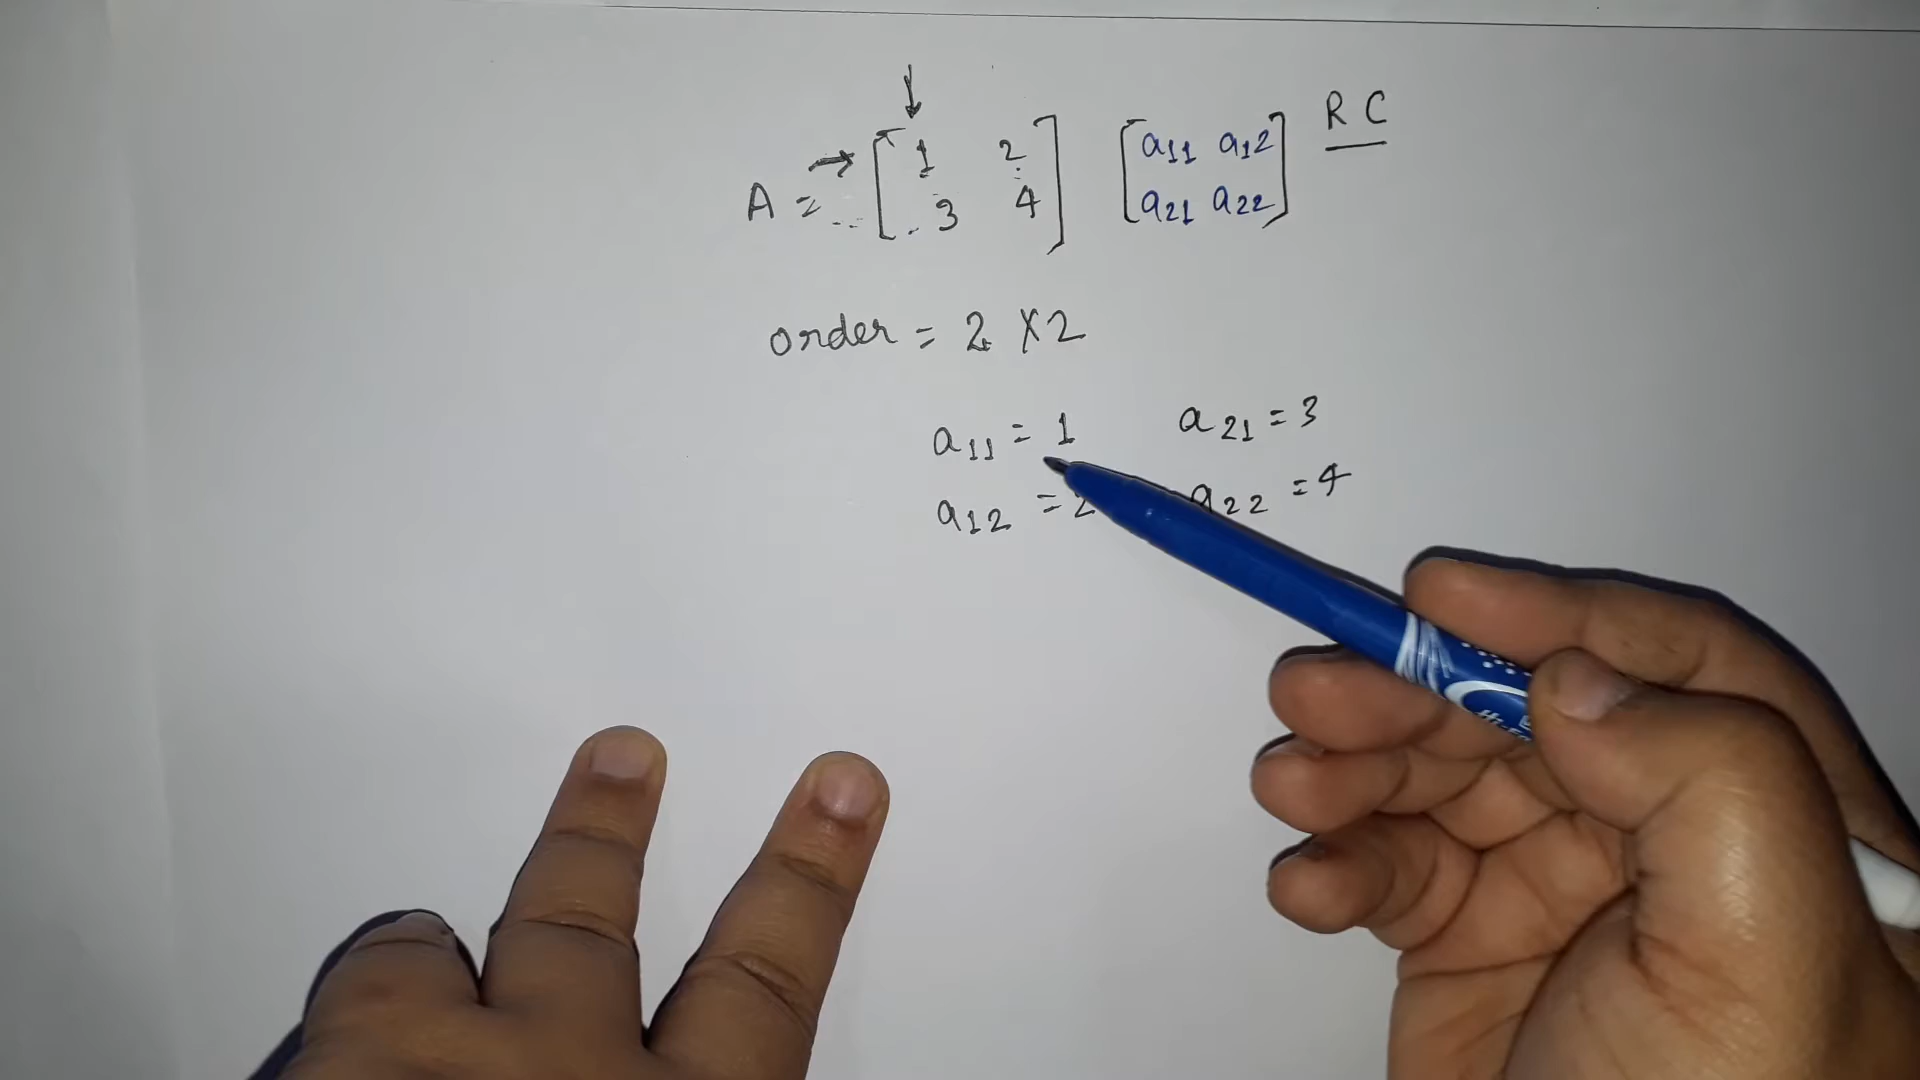 A = [ 1 2 3 4 ] [ a11 a12 a21 a22 ] R C
order = 2 X 2
a11 = 1 a21 = 3
a12 = 2 a22 = 4